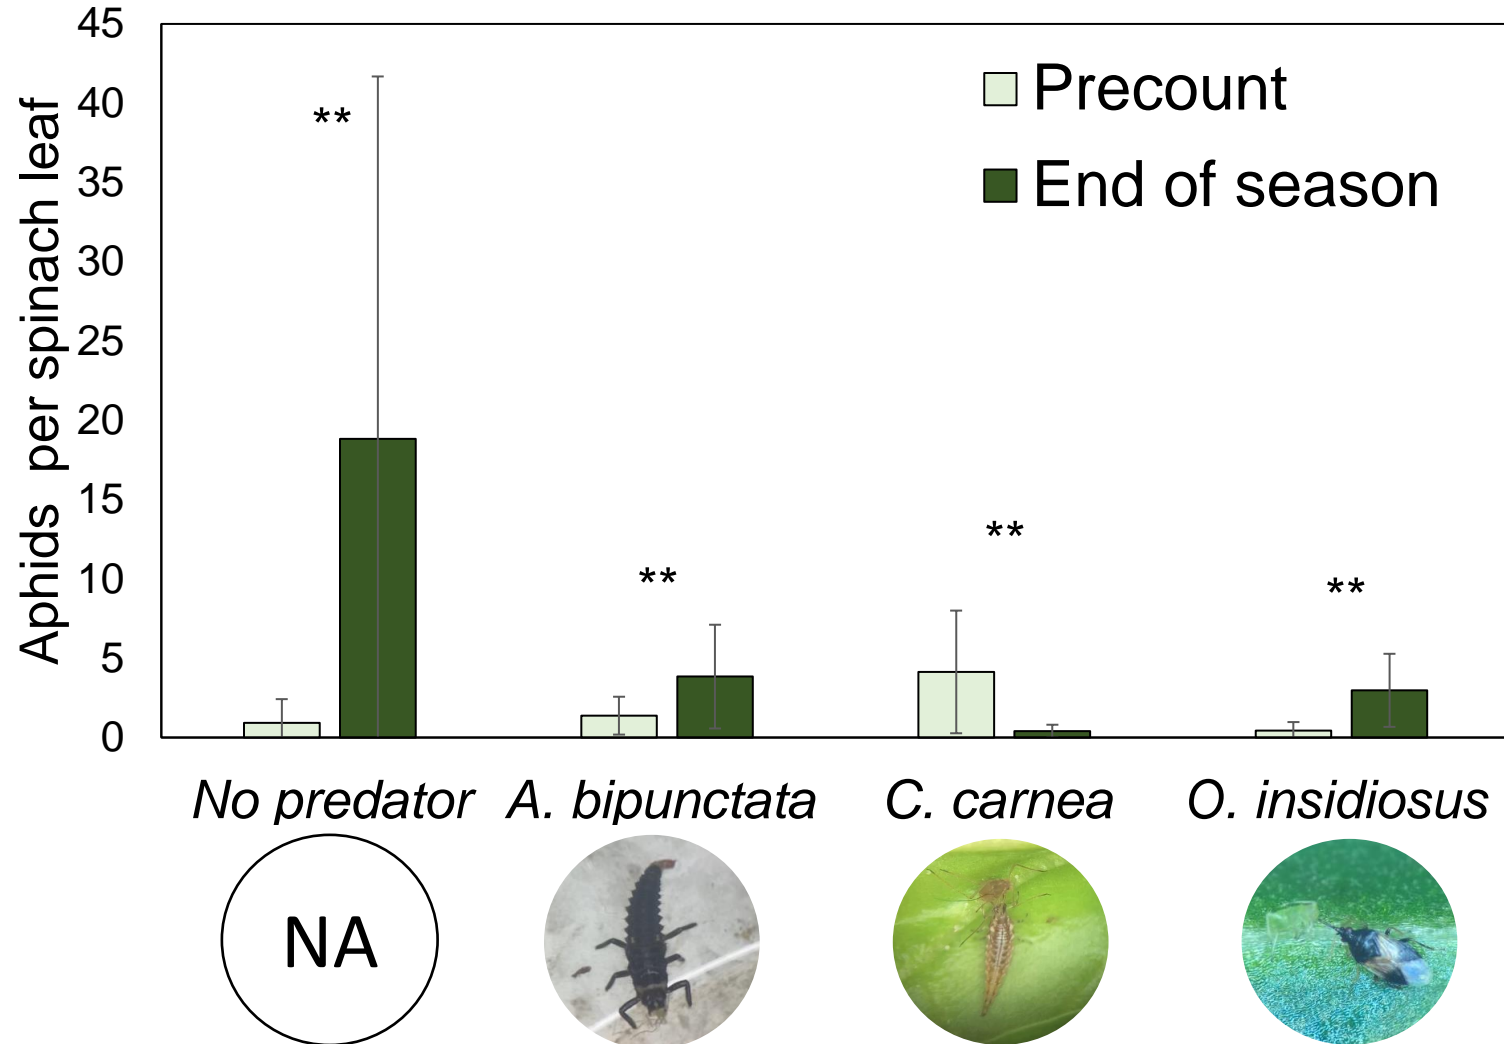 Aphids per spinach leaf
45
40
35
30
25
20
15
10
5
0
Precount
End of season
**
**
**
**
No predator A. bipunctata C. carnea O. insidiosus
NA